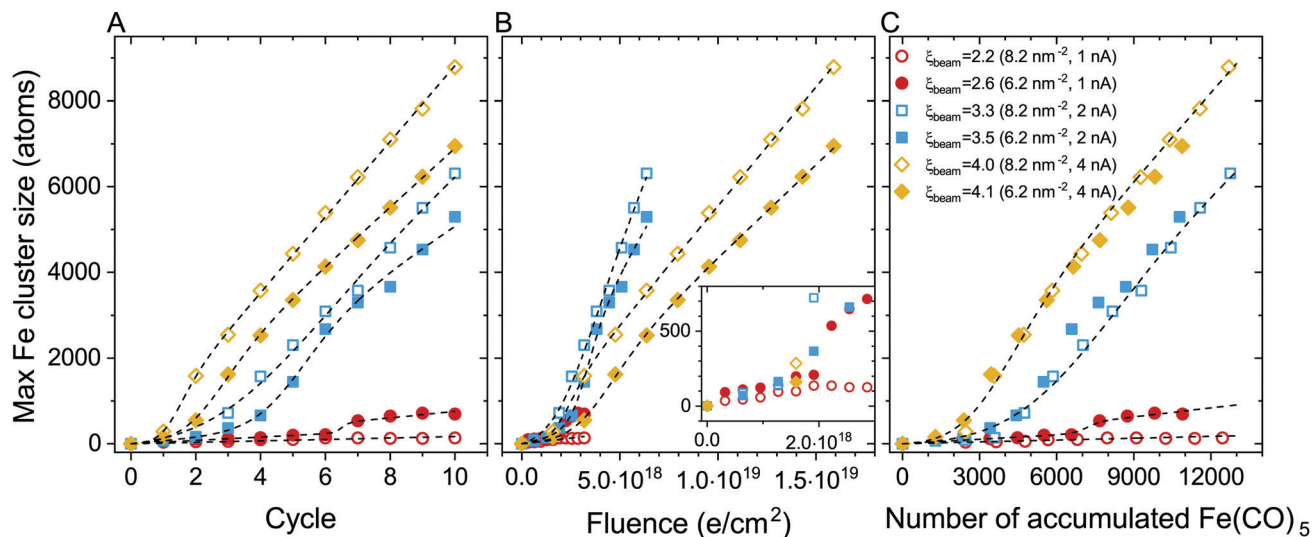 A
B
C
Max Fe cluster size (atoms)
8000
6000
4000
2000
0
0
2
4
6
8
10
Cycle
0.0
5.0·10¹⁸
1.0·10¹⁹
1.5·10¹⁹
Fluence (e/cm²)
500
0
0.0
2.0·10¹⁸
ξbeam=2.2 (8.2 nm⁻², 1 nA)
ξbeam=2.6 (6.2 nm⁻², 1 nA)
ξbeam=3.3 (8.2 nm⁻², 2 nA)
ξbeam=3.5 (6.2 nm⁻², 2 nA)
ξbeam=4.0 (8.2 nm⁻², 4 nA)
ξbeam=4.1 (6.2 nm⁻², 4 nA)
0
3000
6000
9000
12000
Number of accumulated Fe(CO)₅